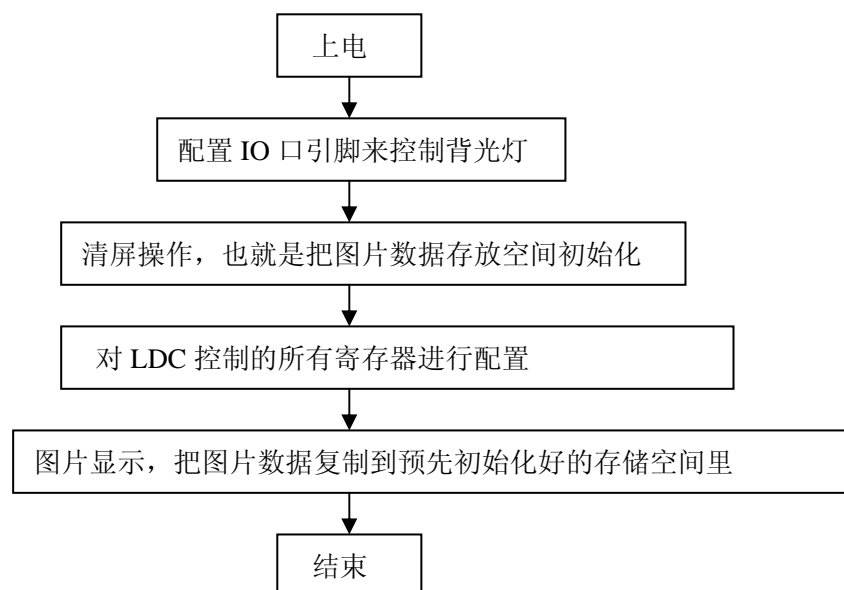 上电
配置 IO 口引脚来控制背光灯
清屏操作，也就是把图片数据存放空间初始化
对 LDC 控制的所有寄存器进行配置
图片显示，把图片数据复制到预先初始化好的存储空间里
结束